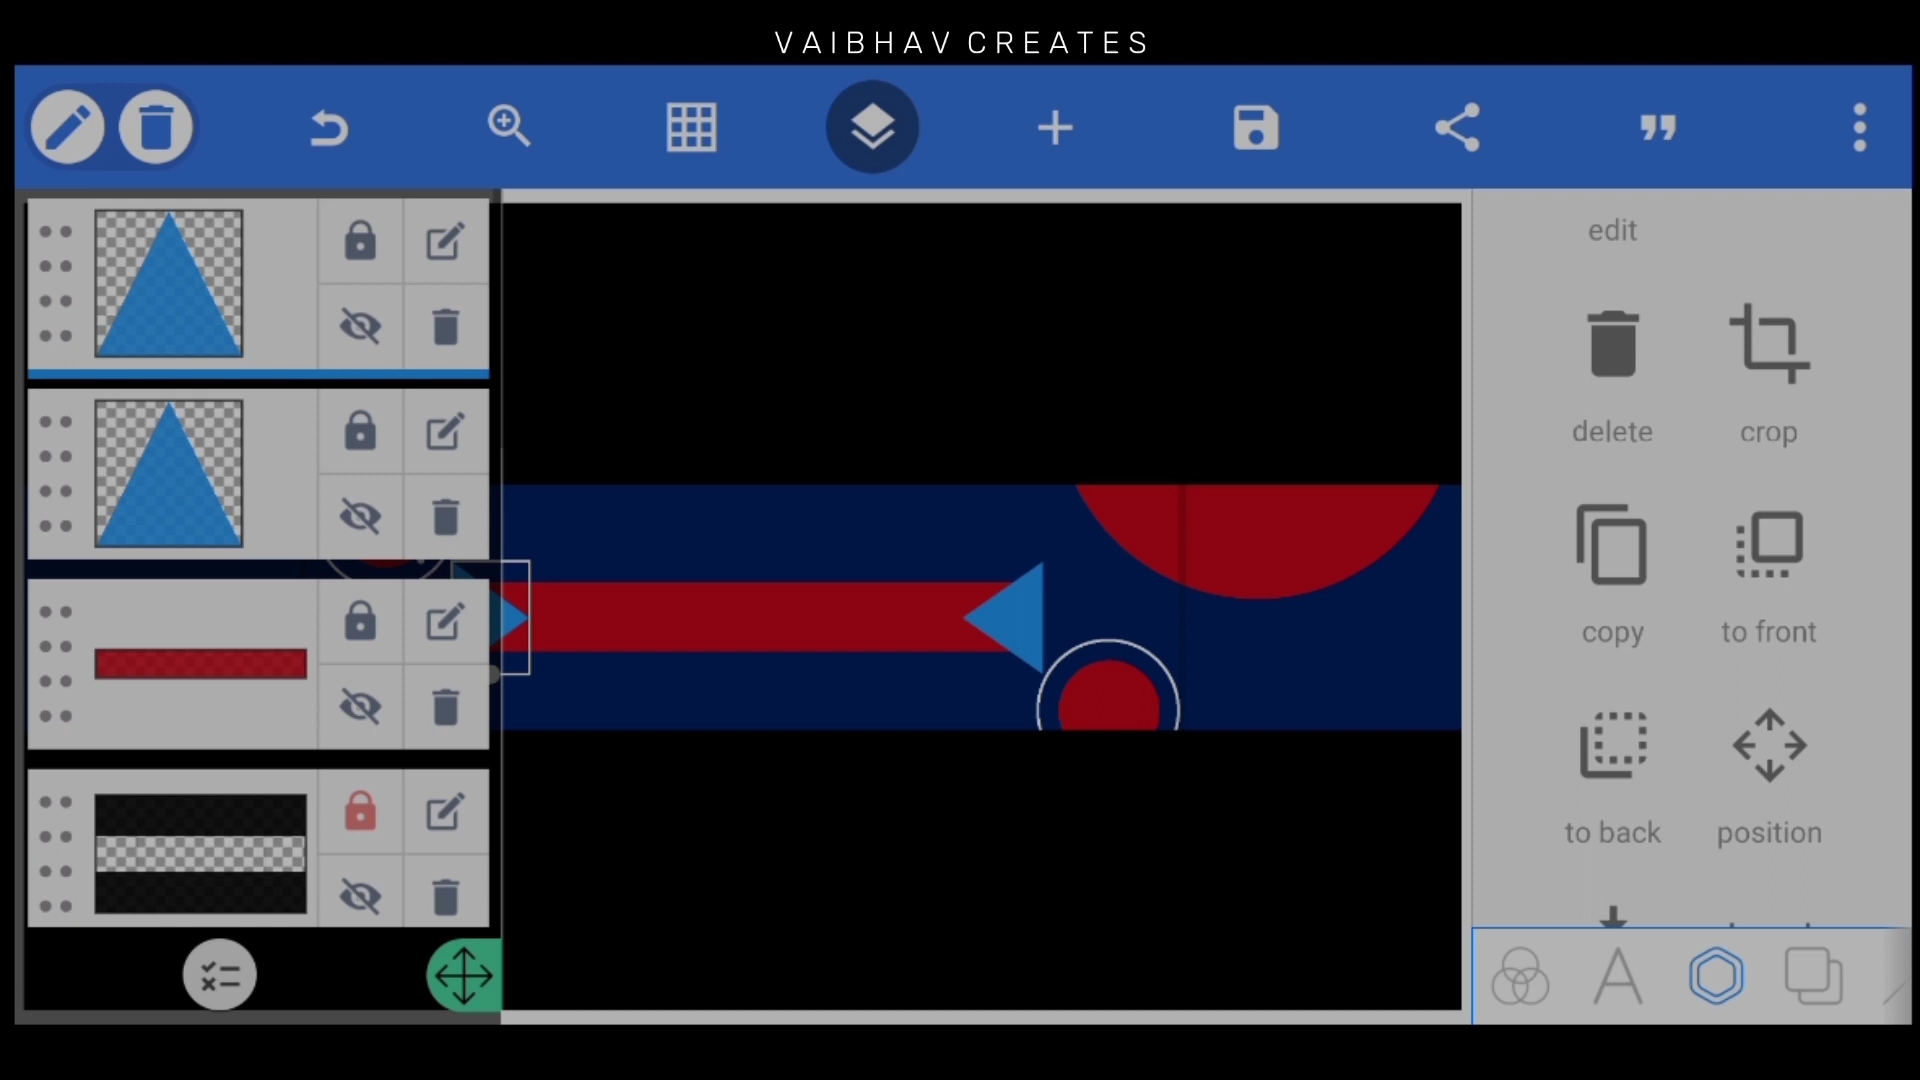 VAIBHAV CREATES
edit
delete crop
copy to front
to back position